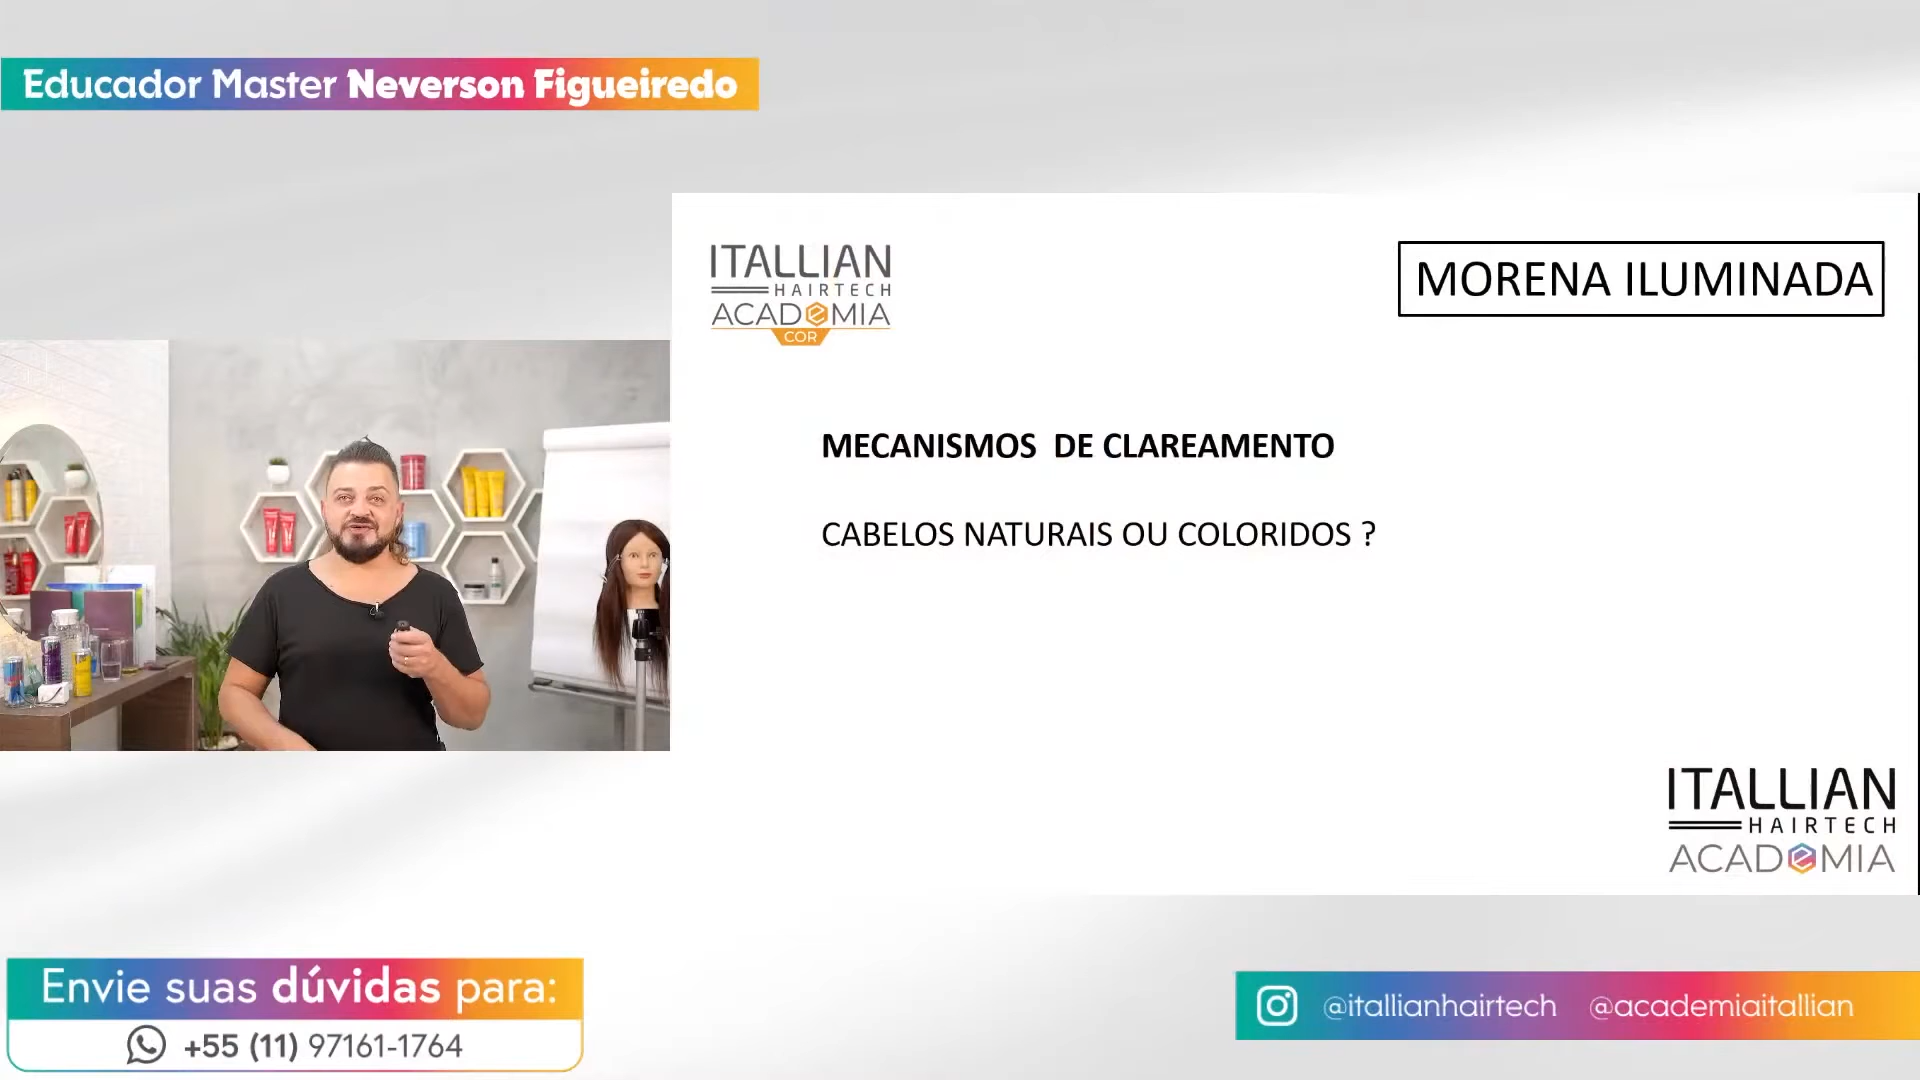 Educador Master Neverson Figueiredo
ITALLIAN
HAIRTECH
ACADEMIA
COR
MORENA ILUMINADA
MECANISMOS DE CLAREAMENTO
CABELOS NATURAIS OU COLORIDOS ?
ITALLIAN
HAIRTECH
ACADEMIA
Envie suas dúvidas para:
+55 (11) 97161-1764
@itallianhairtech @academiaitallian